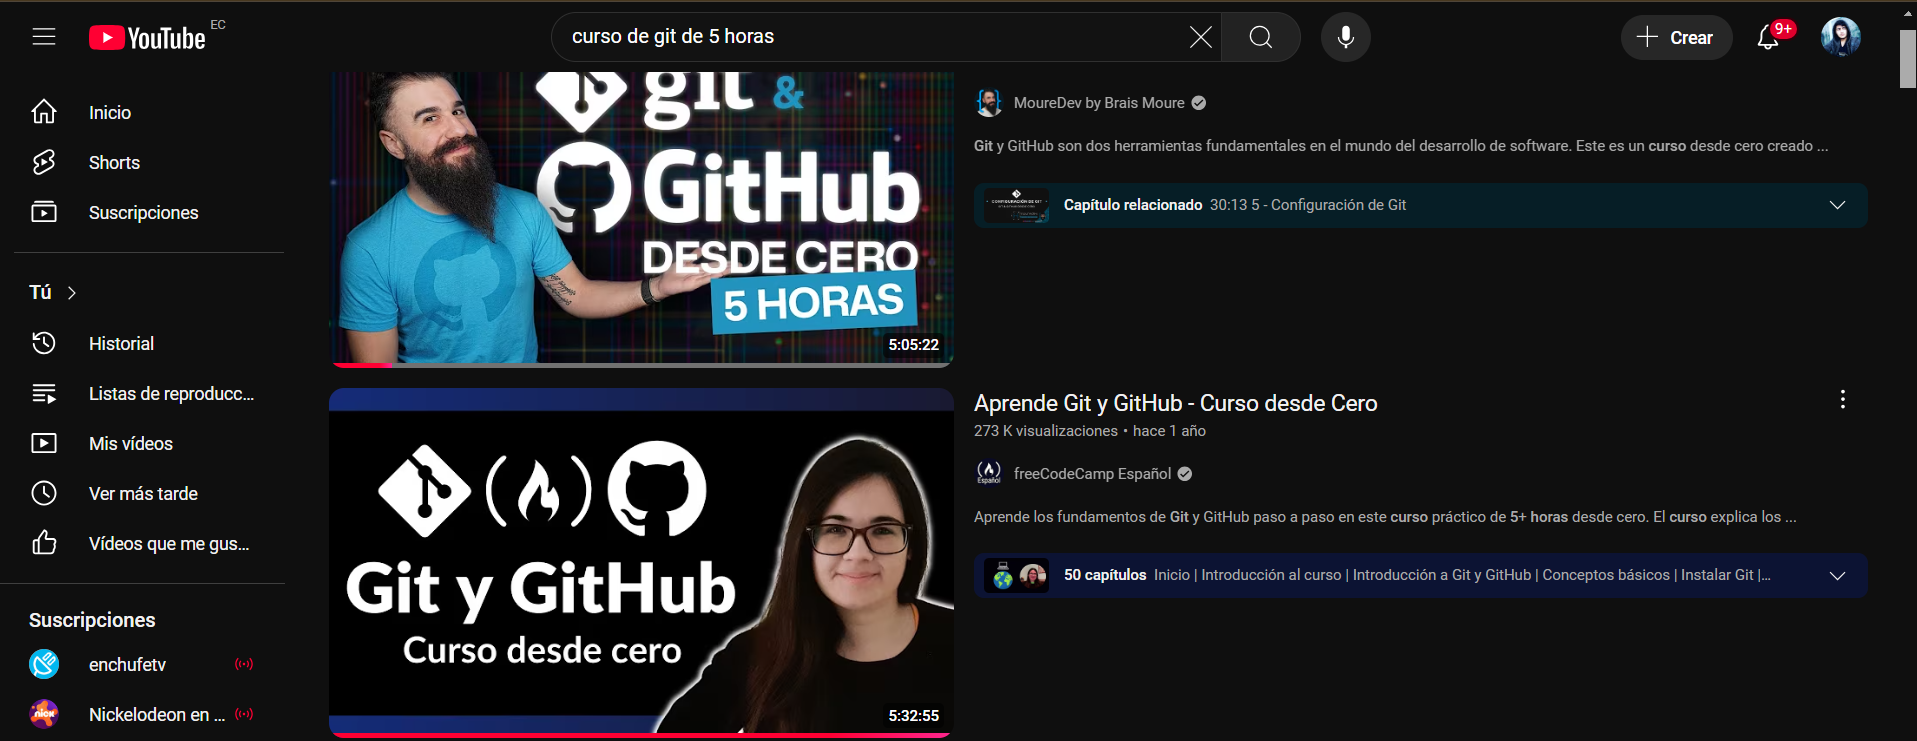 YouTube
EC
curso de git de 5 horas
Crear
9+
Inicio
Shorts
Suscripciones
Tú
Historial
Listas de reproducc...
Mis vídeos
Ver más tarde
Vídeos que me gus...
Suscripciones
enchufetv
Nickelodeon en ...
git &
GitHub
DESDE CERO
5 HORAS
5:05:22
MoureDev by Brais Moure
Git y GitHub son dos herramientas fundamentales en el mundo del desarrollo de software. Este es un curso desde cero creado ...
CONFIGURACIÓN DE GIT
Capítulo relacionado 30:13 5 - Configuración de Git
Git y GitHub
Curso desde cero
5:32:55
Aprende Git y GitHub - Curso desde Cero
273 K visualizaciones • hace 1 año
Español
freeCodeCamp Español
Aprende los fundamentos de Git y GitHub paso a paso en este curso práctico de 5+ horas desde cero. El curso explica los ...
50 capítulos Inicio | Introducción al curso | Introducción a Git y GitHub | Conceptos básicos | Instalar Git |...